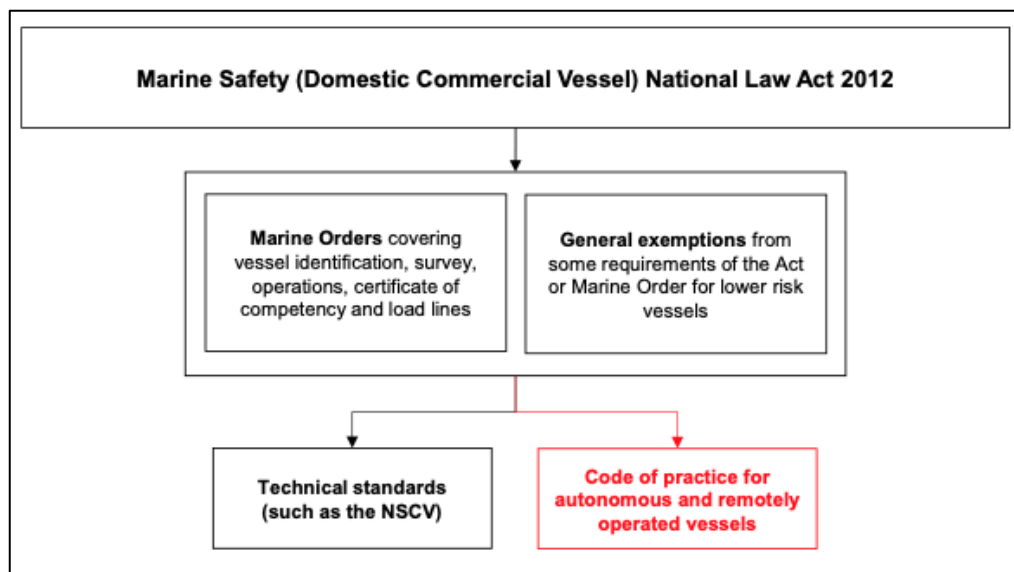 Marine Safety (Domestic Commercial Vessel) National Law Act 2012
Marine Orders covering
vessel identification, survey,
operations, certificate of
competency and load lines
General exemptions from
some requirements of the Act
or Marine Order for lower risk
vessels
Technical standards
(such as the NSCV)
Code of practice for
autonomous and remotely
operated vessels